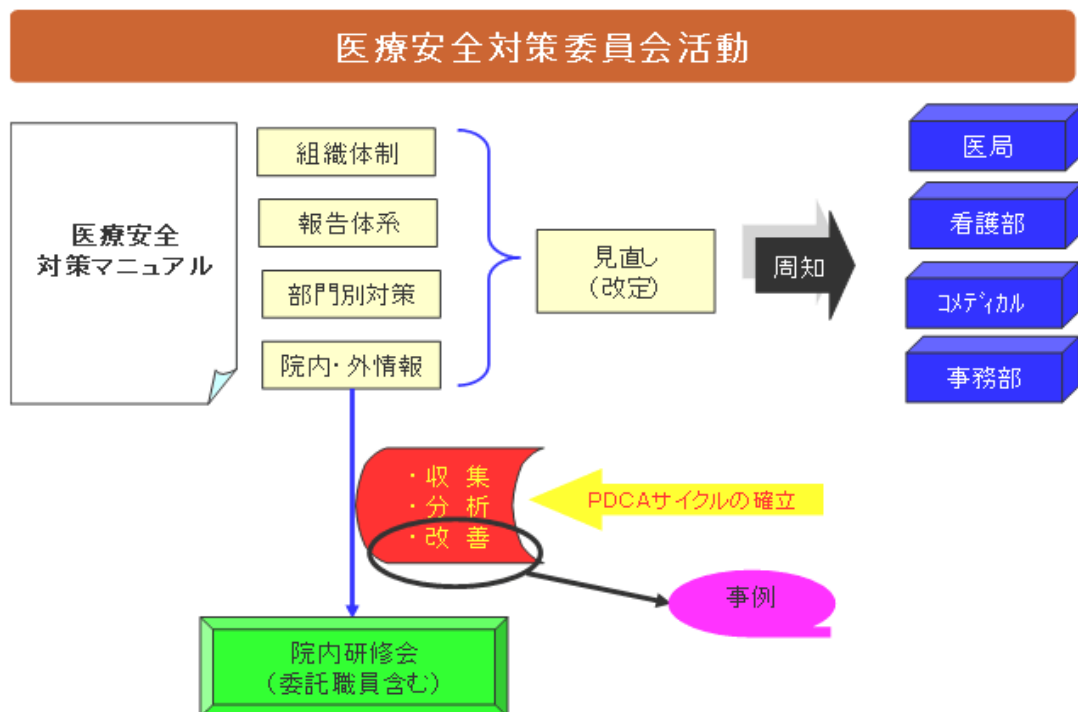 医療安全対策委員会活動
医療安全
対策マニュアル
組織体制
報告体系
部門別対策
院内・外情報
見直し
(改定)
周知
医局
看護部
コメディカル
事務部
・収 集
・分 析
・改 善
PDCAサイクルの確立
事例
院内研修会
(委託職員含む)